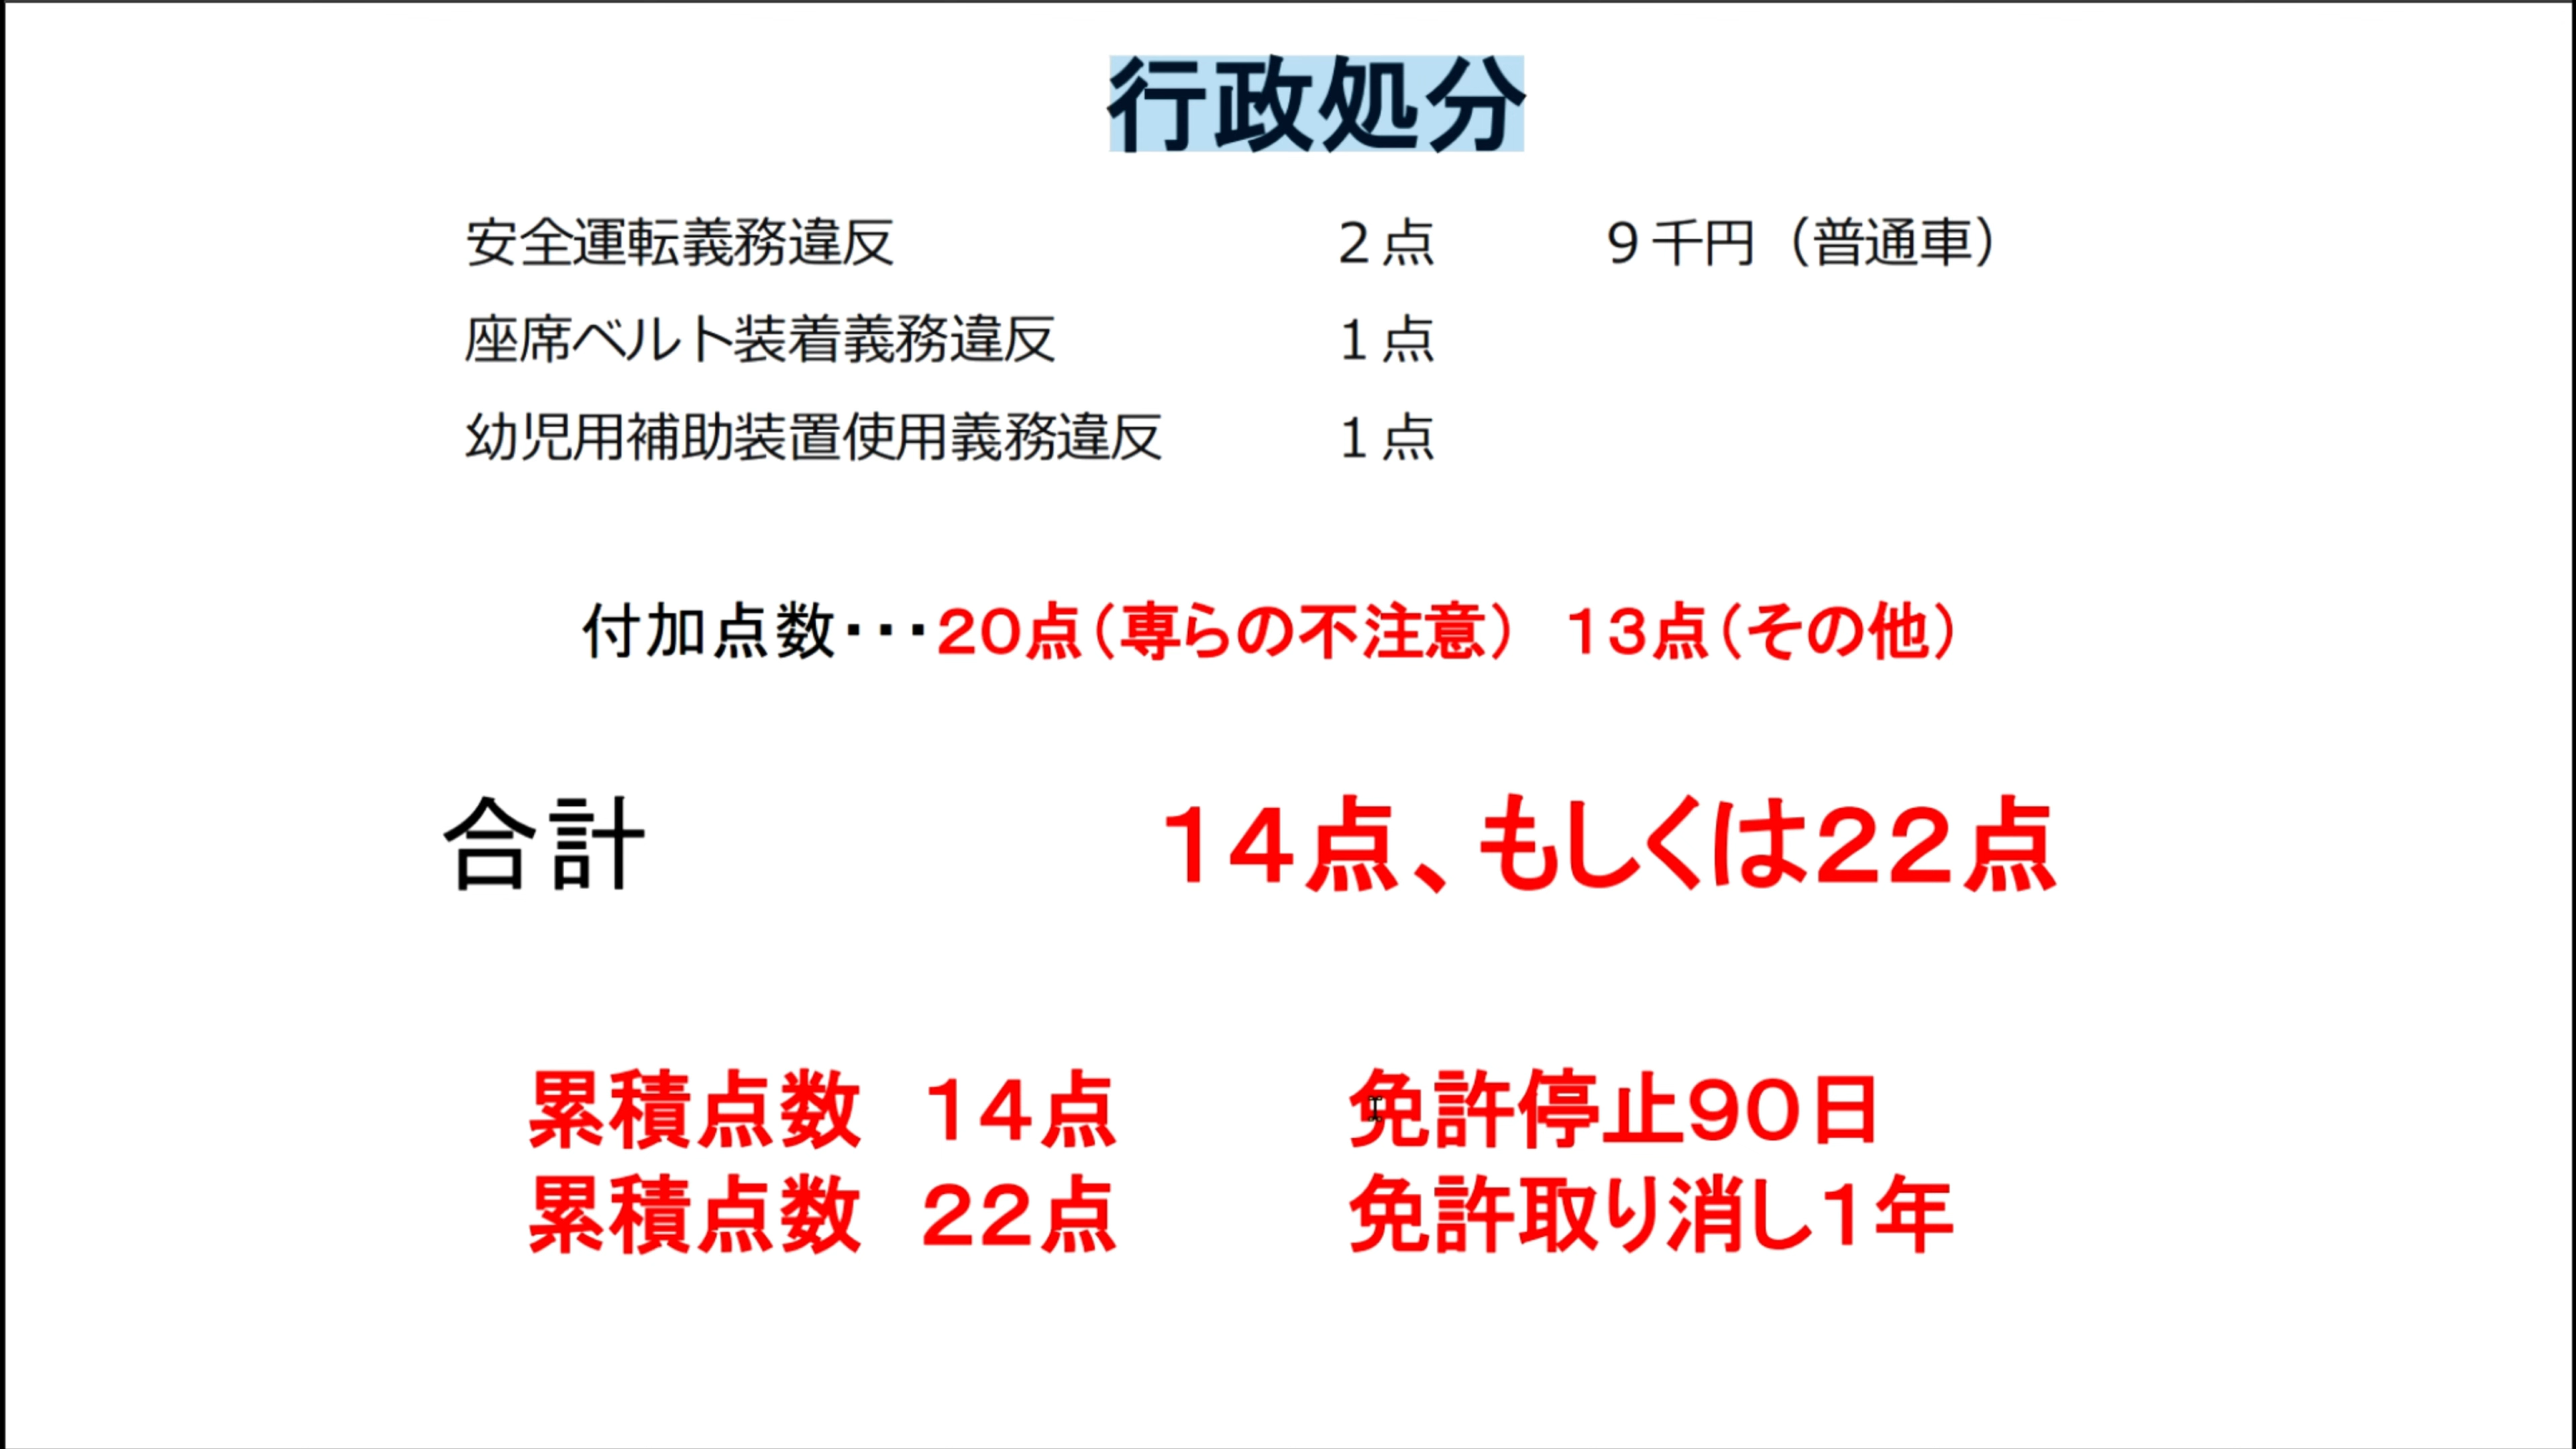 行政処分
安全運転義務違反 2点 9千円（普通車）
座席ベルト装着義務違反 1点
幼児用補助装置使用義務違反 1点
付加点数・・・20点（専らの不注意） 13点（その他）
合計 14点、もしくは22点
累積点数 14点 免許停止90日
累積点数 22点 免許取り消し1年